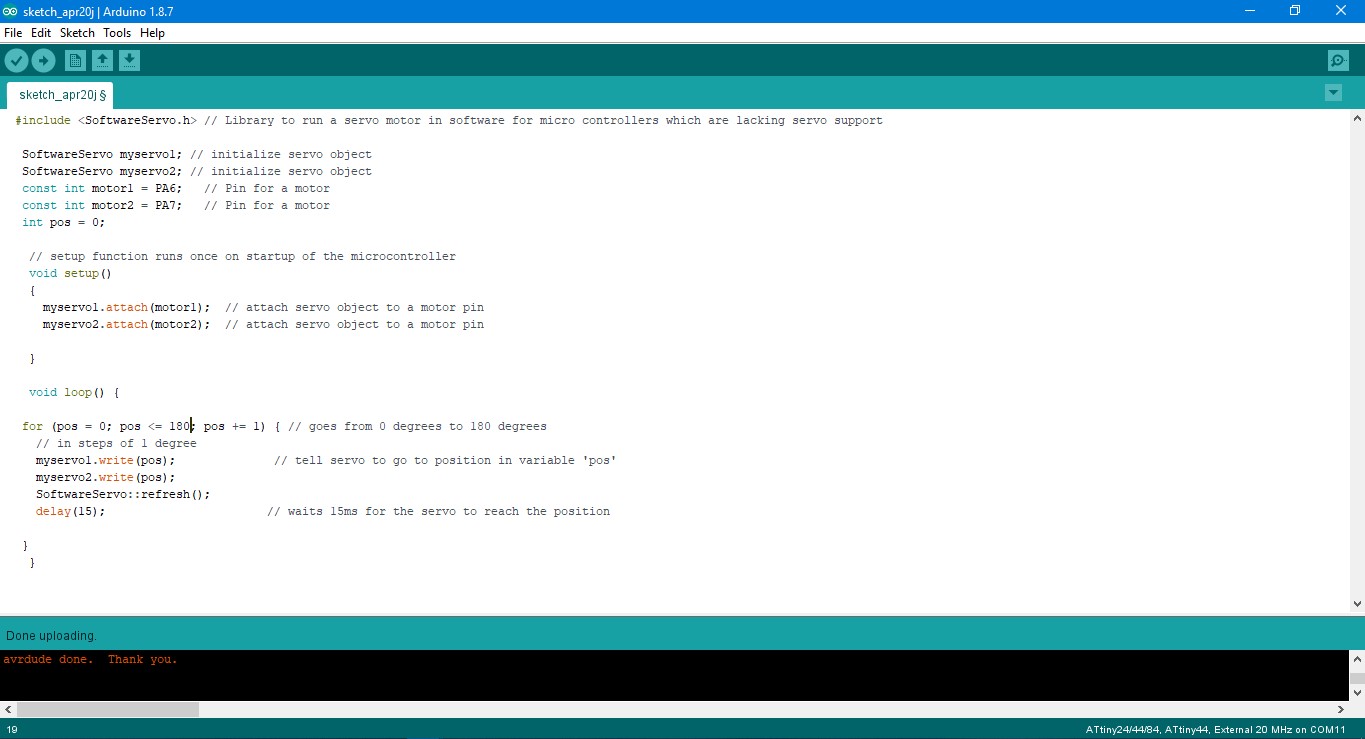 sketch_apr20j | Arduino 1.8.7
File Edit Sketch Tools Help
sketch_apr20j §
#include <SoftwareServo.h> // Library to run a servo motor in software for micro controllers which are lacking servo support
SoftwareServo myservo1; // initialize servo object
SoftwareServo myservo2; // initialize servo object
const int motor1 = PA6; // Pin for a motor
const int motor2 = PA7; // Pin for a motor
int pos = 0;
// setup function runs once on startup of the microcontroller
void setup()
{
myservo1.attach(motor1); // attach servo object to a motor pin
myservo2.attach(motor2); // attach servo object to a motor pin
}
void loop() {
for (pos = 0; pos <= 180; pos += 1) { // goes from 0 degrees to 180 degrees
// in steps of 1 degree
myservo1.write(pos); // tell servo to go to position in variable 'pos'
myservo2.write(pos);
SoftwareServo::refresh();
delay(15); // waits 15ms for the servo to reach the position
}
}
Done uploading.
avrdude done. Thank you.
19
ATtiny24/44/84, ATtiny44, External 20 MHz on COM11